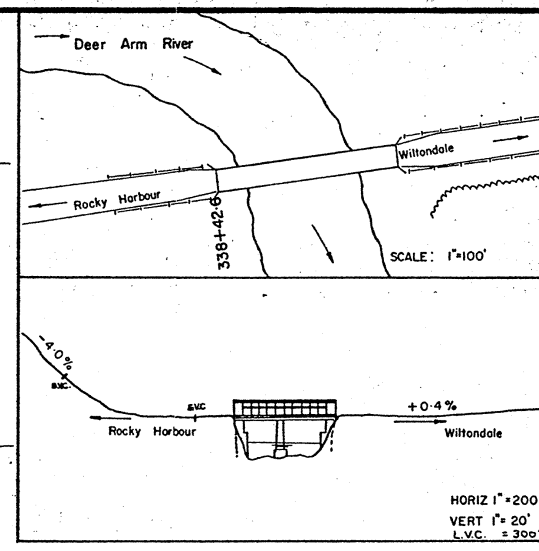 Deer Arm River
Wiltondale
Rocky Harbour
338+42.6
SCALE: 1"=100'
-4.0%
B.V.C.
E.V.C
+0.4%
Rocky Harbour
Wiltondale
HORIZ 1"=200
VERT 1"=20'
L.V.C. = 300'